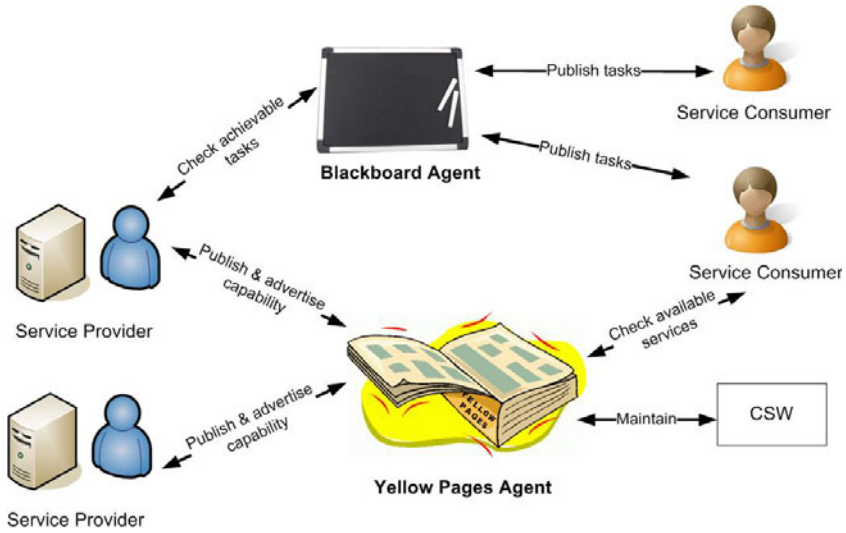 Publish tasks
Service Consumer
Check achievable
tasks
Blackboard Agent
Publish tasks
Service Consumer
Service Provider
Publish & advertise
capability
Check available
services
YELLOW
PAGES
Maintain
CSW
Publish & advertise
capability
Yellow Pages Agent
Service Provider